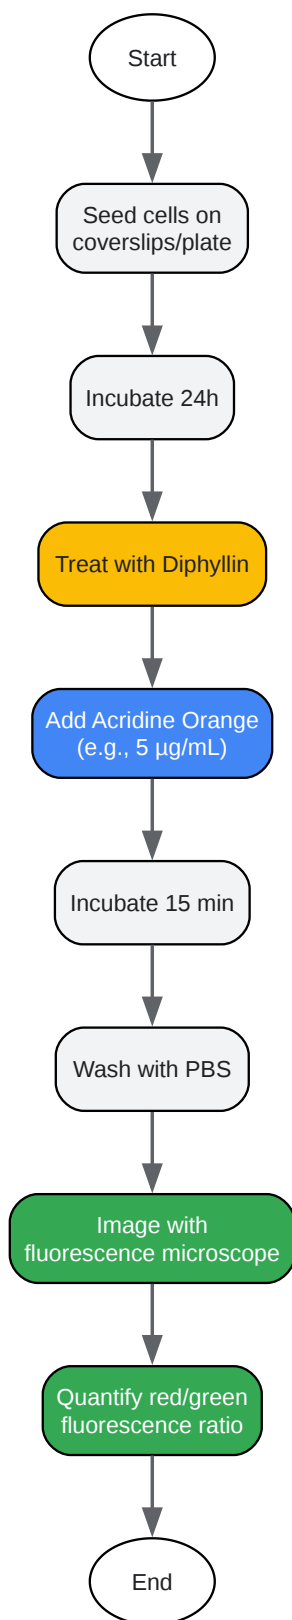 Start
Seed cells on
coverslips/plate
Incubate 24h
Treat with Diphyllin
Add Acridine Orange
(e.g., 5 µg/mL)
Incubate 15 min
Wash with PBS
Image with
fluorescence microscope
Quantify red/green
fluorescence ratio
End